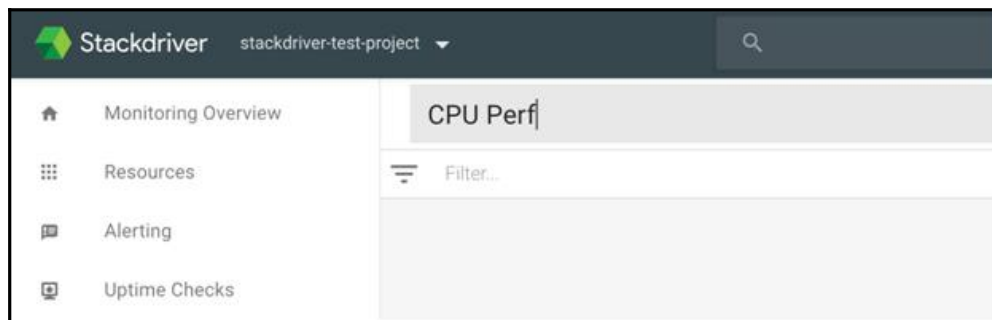 Stackdriver stackdriver-test-project
Monitoring Overview
CPU Perf
Resources
Filter...
Alerting
Uptime Checks